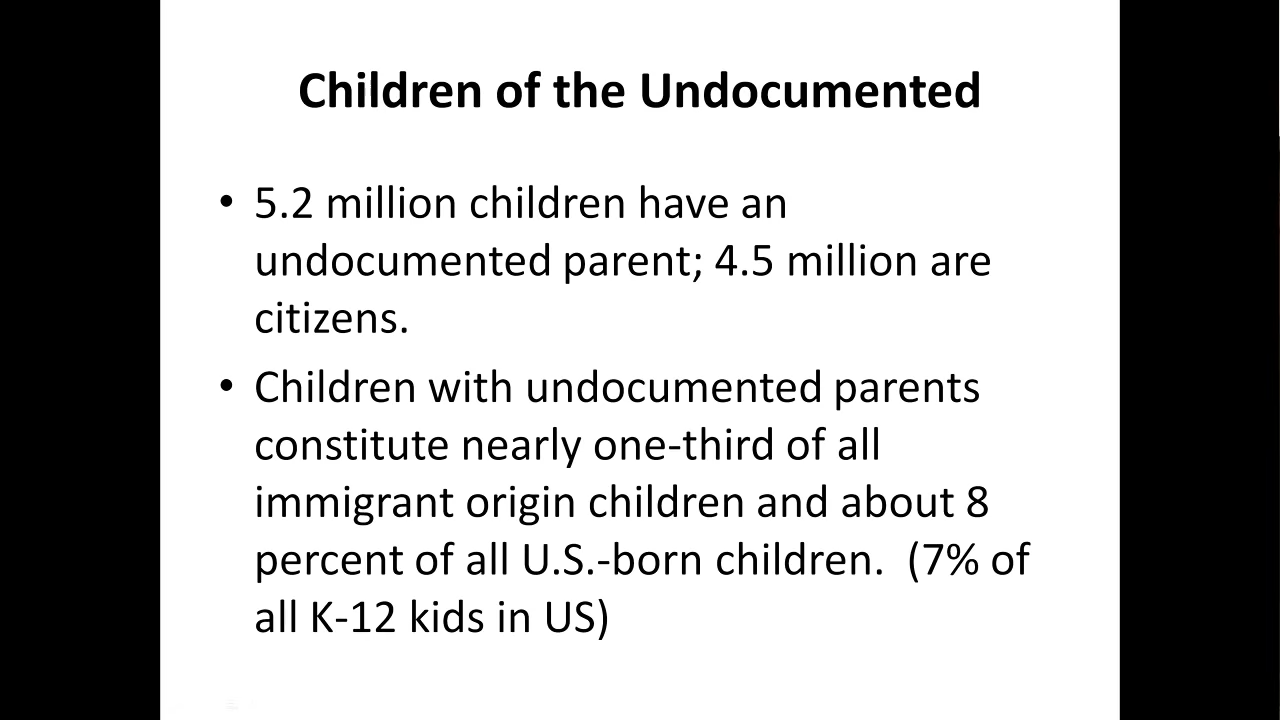 Children of the Undocumented
• 5.2 million children have an
undocumented parent; 4.5 million are
citizens.
• Children with undocumented parents
constitute nearly one-third of all
immigrant origin children and about 8
percent of all U.S.-born children.  (7% of
all K-12 kids in US)